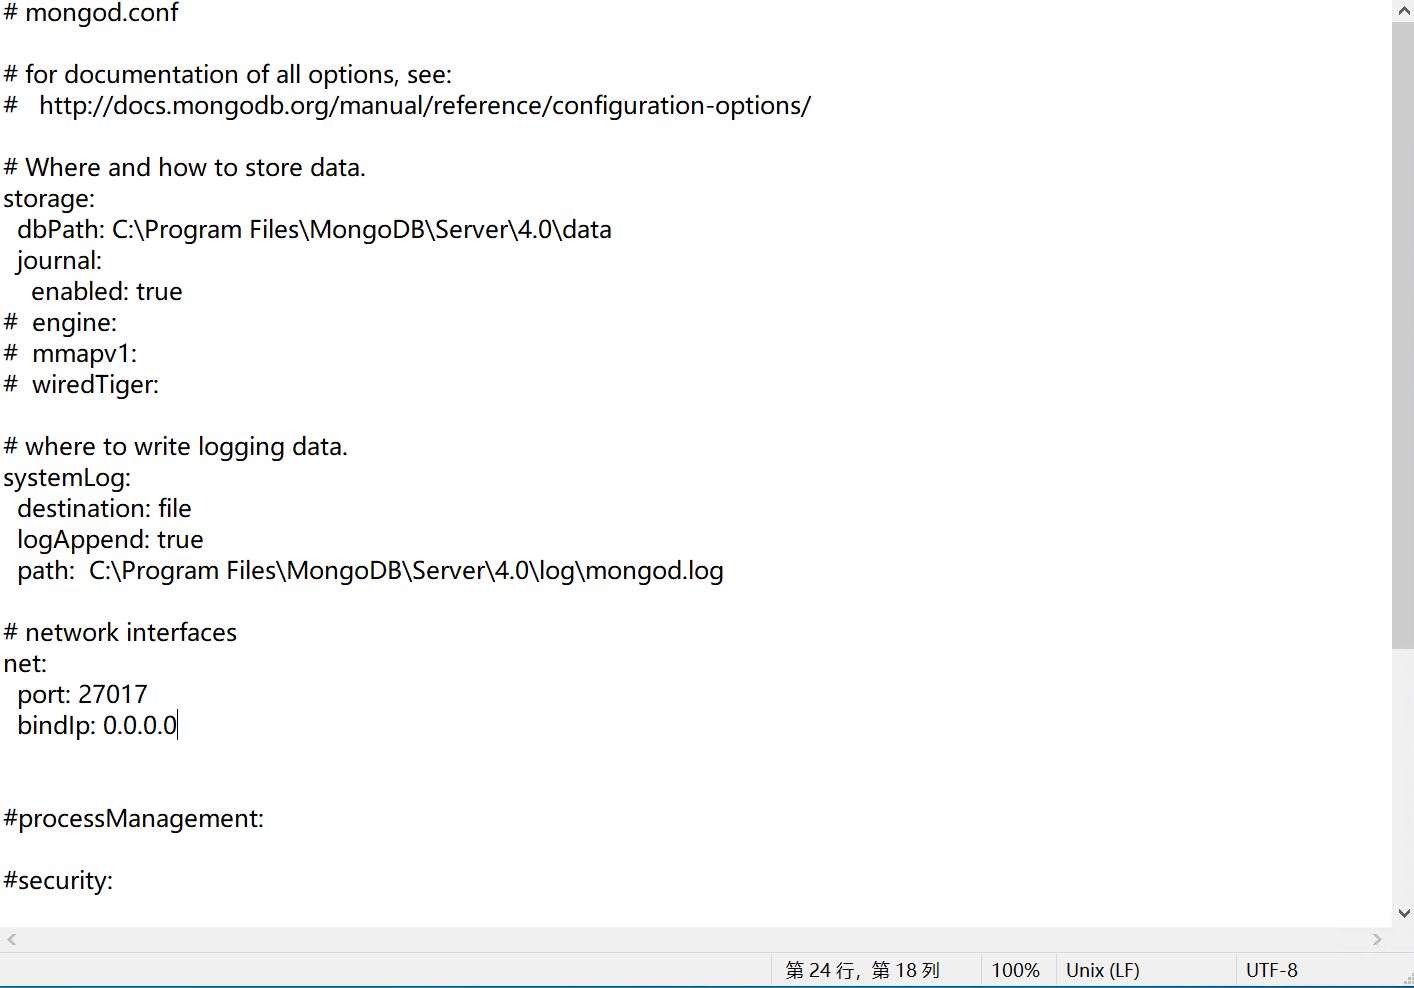 # mongod.conf
# for documentation of all options, see:
#   http://docs.mongodb.org/manual/reference/configuration-options/
# Where and how to store data.
storage:
  dbPath: C:\Program Files\MongoDB\Server\4.0\data
  journal:
    enabled: true
#  engine:
#  mmapv1:
#  wiredTiger:
# where to write logging data.
systemLog:
  destination: file
  logAppend: true
  path:  C:\Program Files\MongoDB\Server\4.0\log\mongod.log
# network interfaces
net:
  port: 27017
  bindIp: 0.0.0.0
#processManagement:
#security:
第 24 行，第 18 列 100% Unix (LF) UTF-8